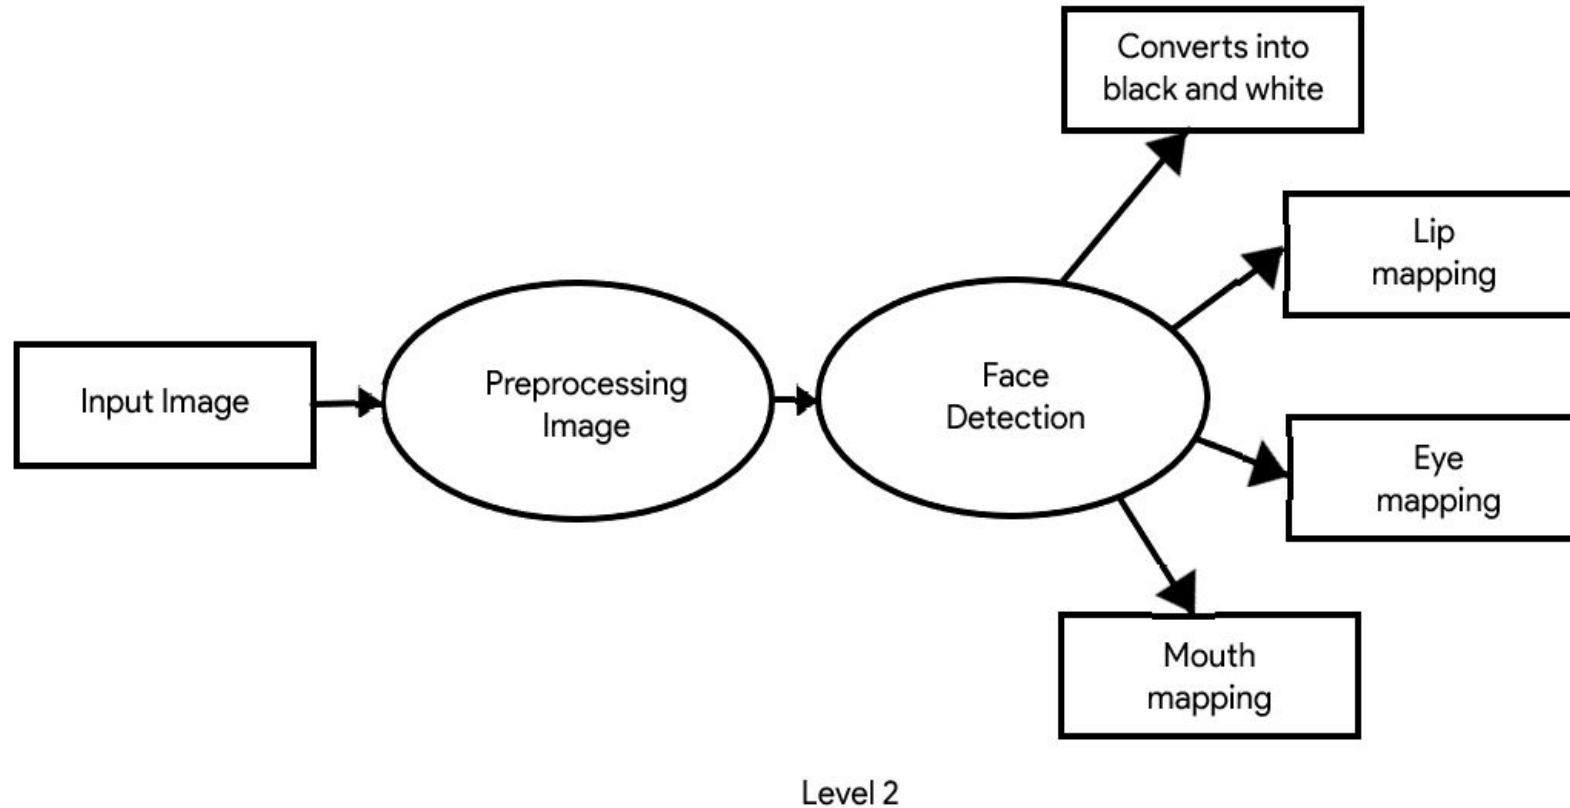 Converts into
black and white
Lip
mapping
Input Image
Preprocessing
Image
Face
Detection
Eye
mapping
Mouth
mapping
Level 2